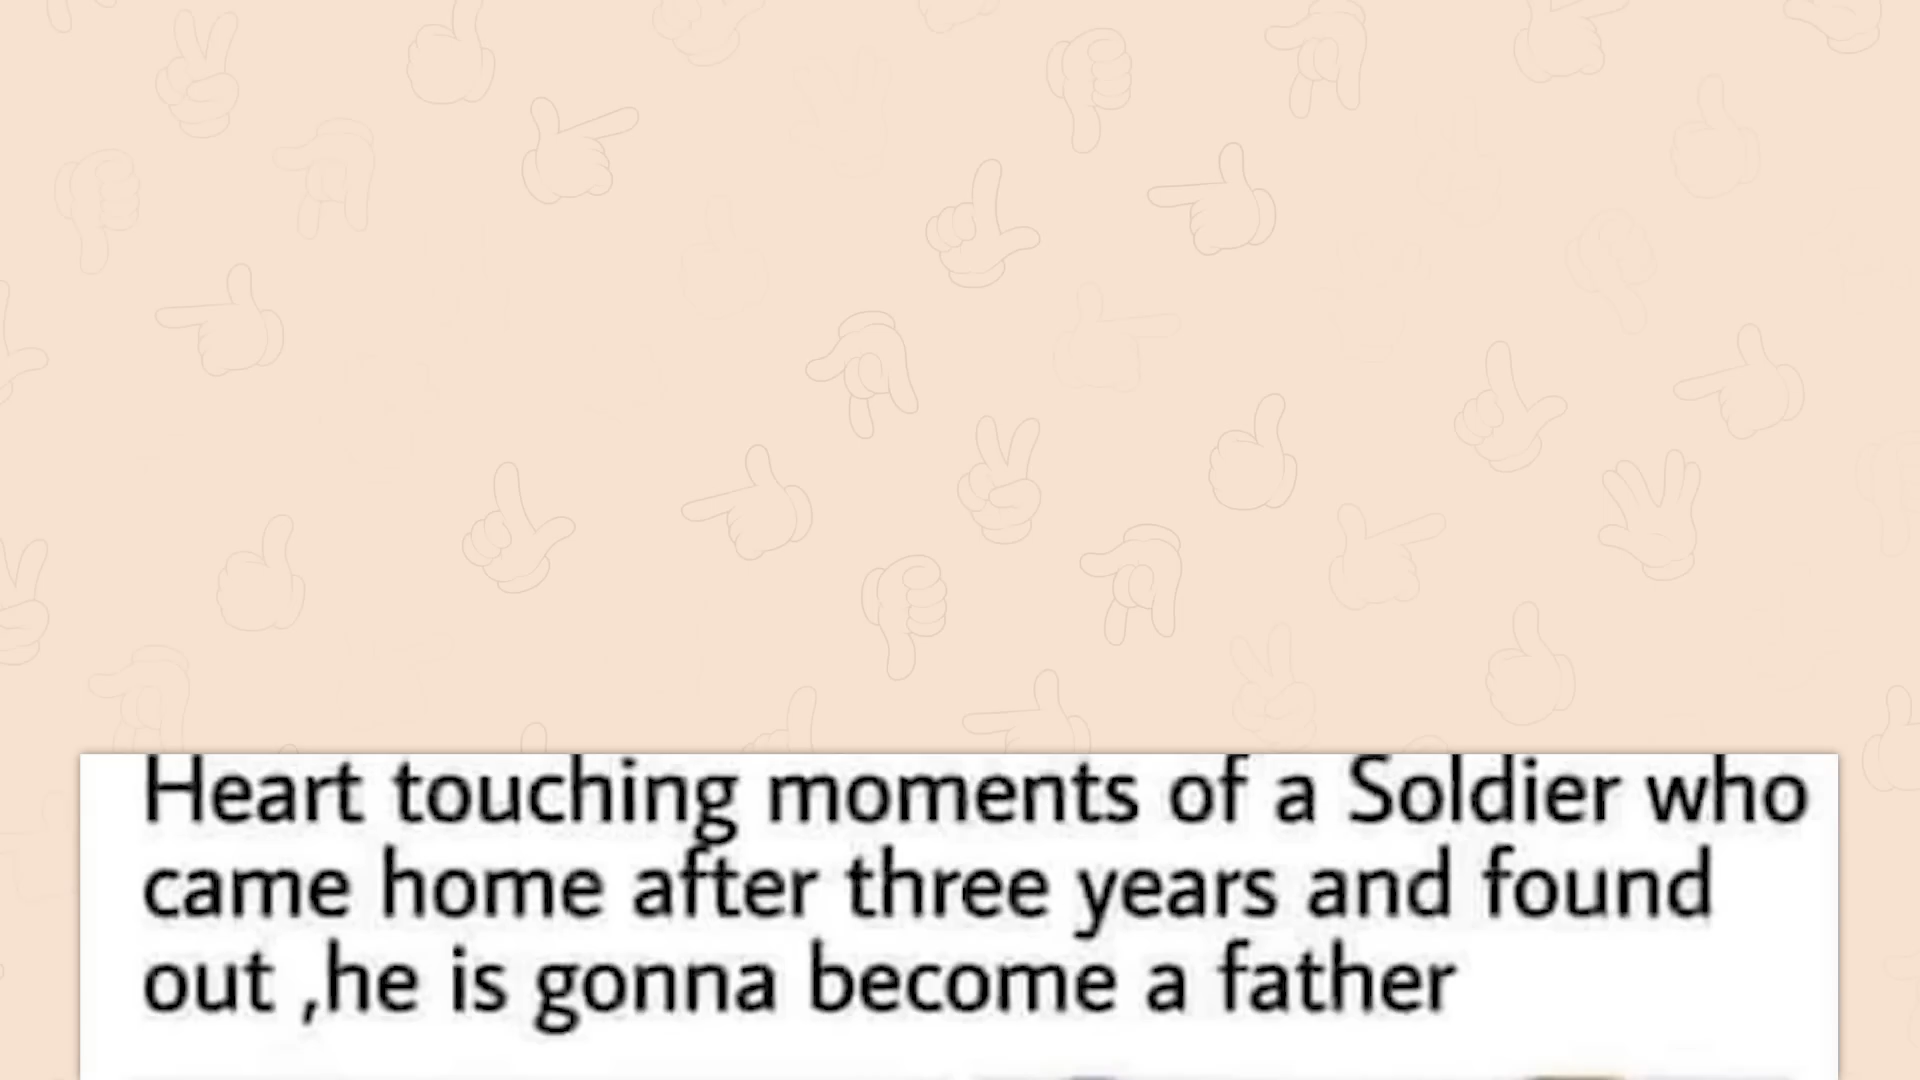 Heart touching moments of a Soldier who
came home after three years and found
out ,he is gonna become a father